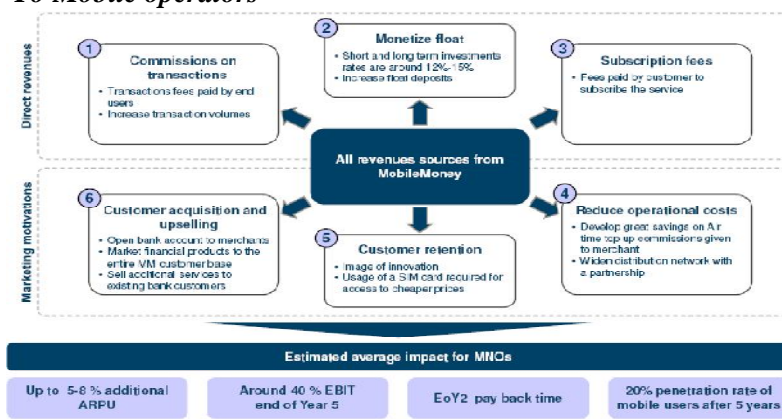 To Mobile operators
Direct revenues
1
Commissions on
transactions
• Transactions fees paid by end
users
• Increase transaction volumes
2
Monetize float
• Short and long term investments
rates are around 12%-15%
• Increase float deposits
3
Subscription fees
• Fees paid by customer to
subscribe the service
All revenues sources from
MobileMoney
Marketing motivations
6
Customer acquisition and
upselling
• Open bank account to merchants
• Market financial products to the
entire MM customer base
• Sell additional services to
existing bank customers
5
Customer retention
• Image of innovation
• Usage of a SIM card required for
access to cheaper prices
4
Reduce operational costs
• Develop great savings on Air
time top up commissions given
to merchant
• Widen distribution network with
a partnership
Estimated average impact for MNOs
Up to 5-8 % additional
ARPU
Around 40 % EBIT
end of Year 5
EoY2 pay back time
20% penetration rate of
mobile users after 5 years